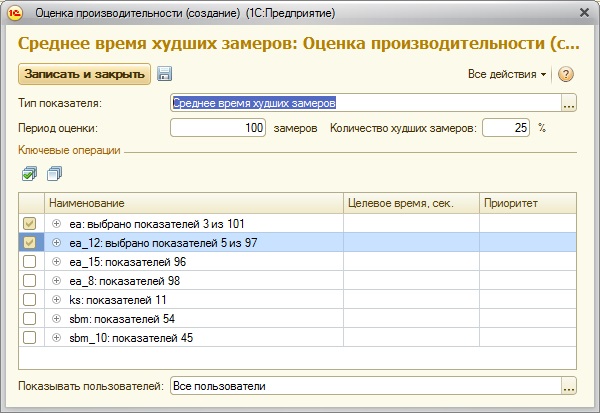 Оценка производительности (создание) (1С:Предприятие)
Среднее время худших замеров: Оценка производительности (с...
Записать и закрыть Все действия ?
Тип показателя: Среднее время худших замеров ...
Период оценки: 100 замеров Количество худших замеров: 25 %
Ключевые операции
Наименование Целевое время, сек. Приоритет
ea: выбрано показателей 3 из 101
ea_12: выбрано показателей 5 из 97
ea_15: показателей 96
ea_8: показателей 98
ks: показателей 11
sbm: показателей 54
sbm_10: показателей 45
Показывать пользователей: Все пользователи ...